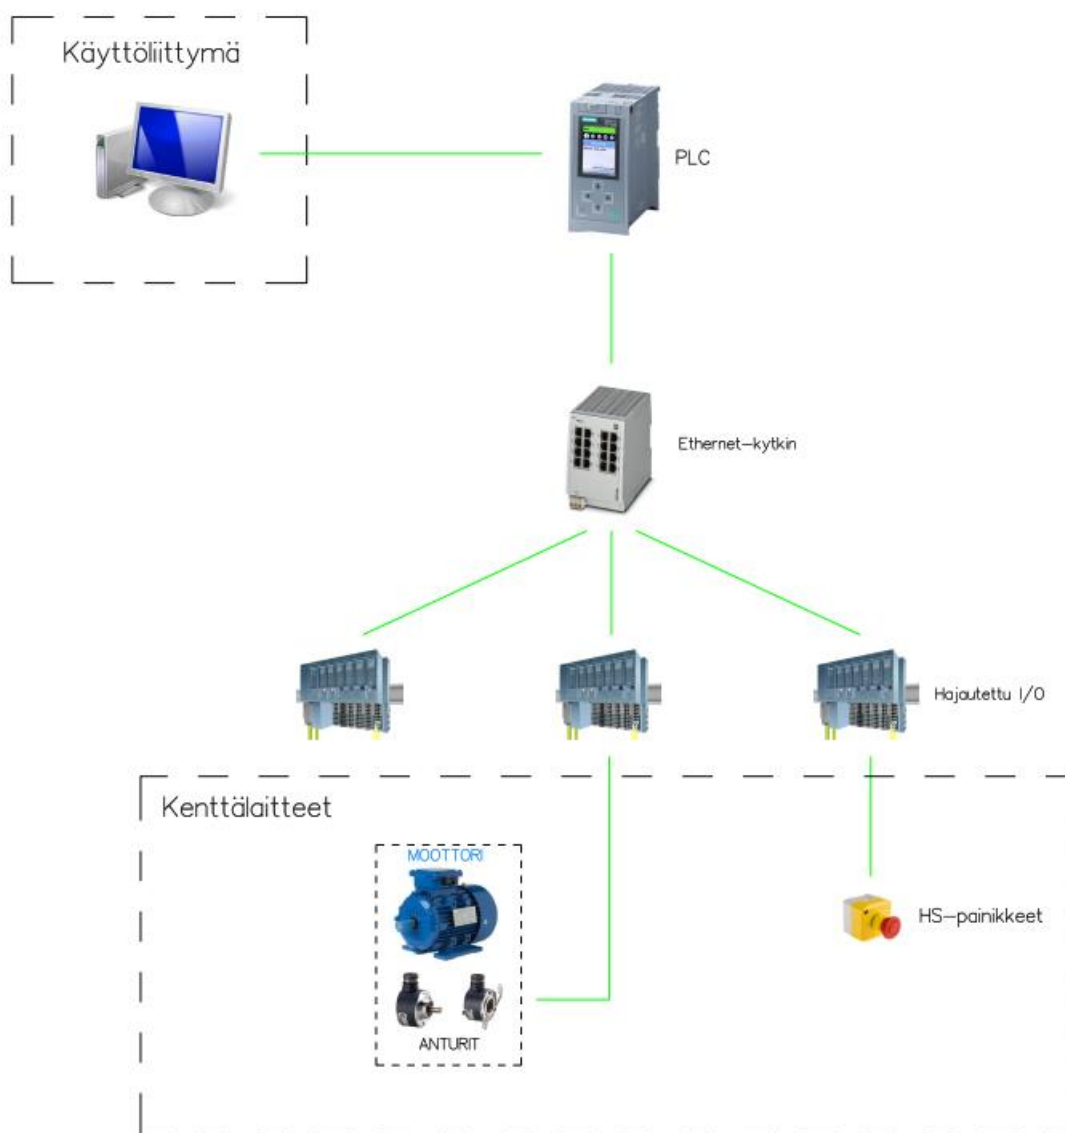 Käyttöliittymä
PLC
Ethernet-kytkin
Hajautettu I/O
Kenttälaitteet
MOOTTORI
HS-painikkeet
ANTURIT